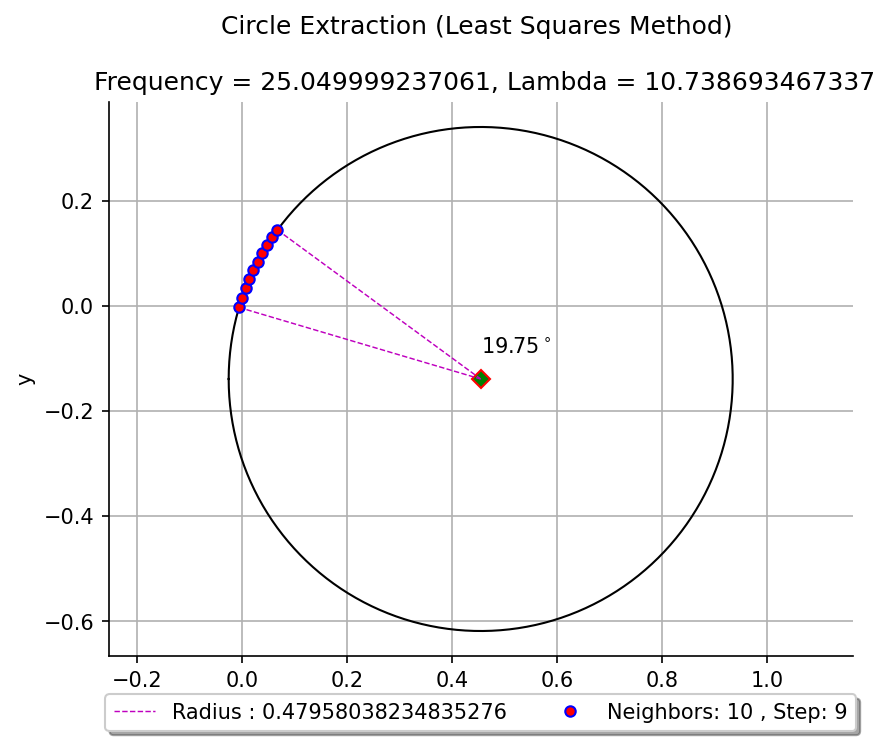 Circle Extraction (Least Squares Method)
Frequency = 25.049999237061, Lambda = 10.738693467337
0.2
0.0
−0.2
−0.4
−0.6
y
19.75°
−0.2 0.0 0.2 0.4 0.6 0.8 1.0
Radius : 0.47958038234835276 Neighbors: 10 , Step: 9